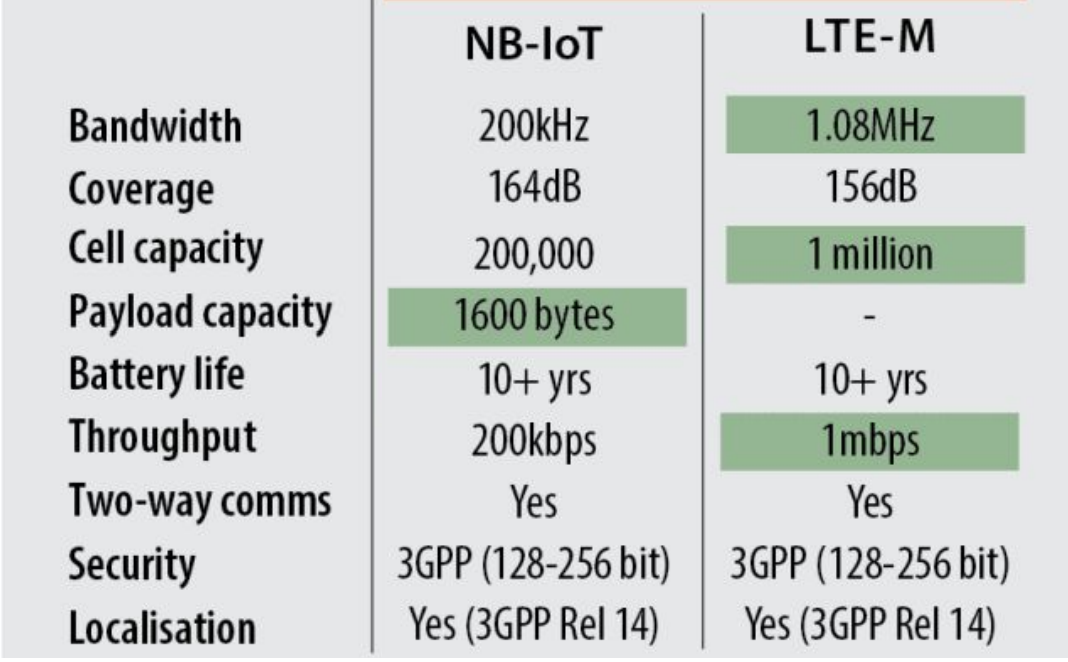 NB-IoT LTE-M
Bandwidth 200kHz 1.08MHz
Coverage 164dB 156dB
Cell capacity 200,000 1 million
Payload capacity 1600 bytes -
Battery life 10+ yrs 10+ yrs
Throughput 200kbps 1mbps
Two-way comms Yes Yes
Security 3GPP (128-256 bit) 3GPP (128-256 bit)
Localisation Yes (3GPP Rel 14) Yes (3GPP Rel 14)